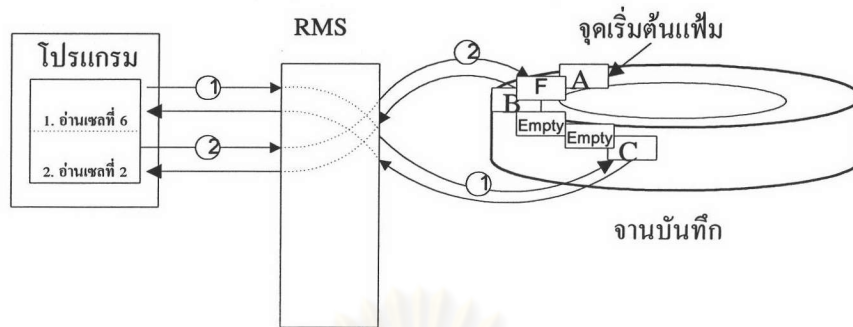 RMS
จุดเริ่มต้นแฟ้ม
โปรแกรม
1
2
F
A
B
1. อ่านเซลที่ 6
Empty
Empty
2
C
2. อ่านเซลที่ 2
1
จานบันทึก